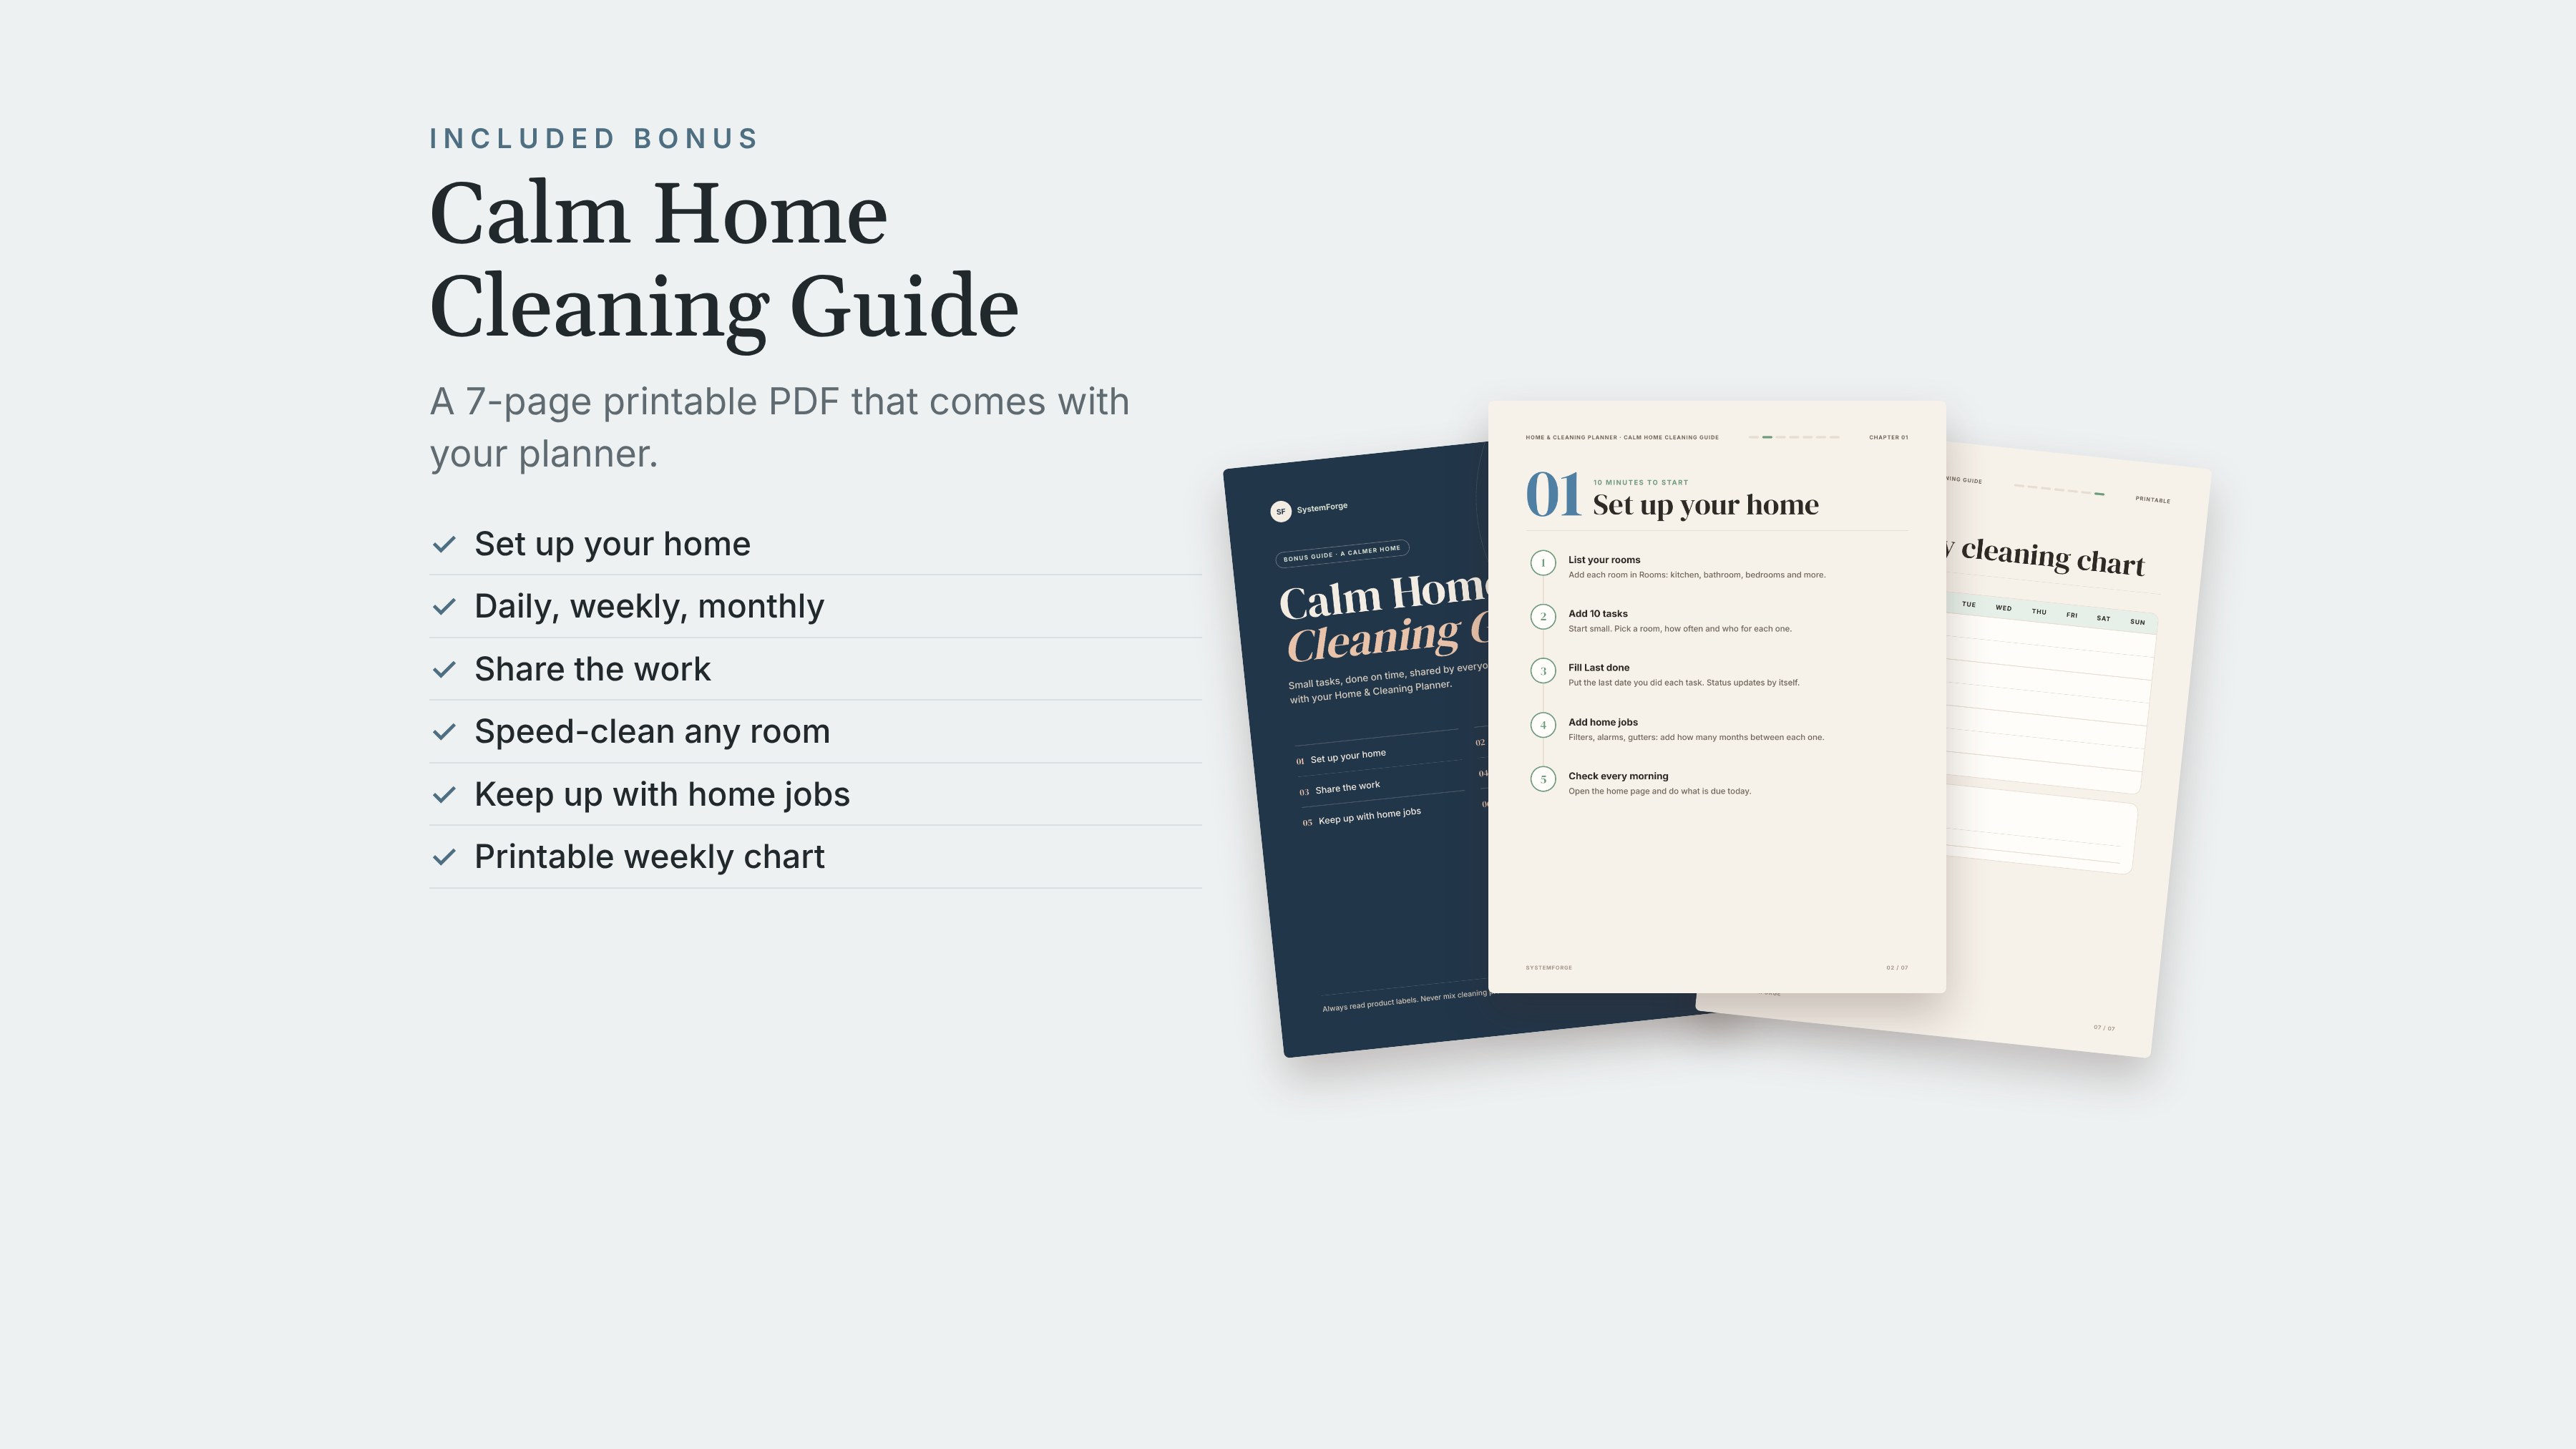 INCLUDED BONUS
Calm Home
Cleaning Guide
A 7-page printable PDF that comes with
your planner.
Set up your home
Daily, weekly, monthly
Share the work
Speed-clean any room
Keep up with home jobs
Printable weekly chart
SF SystemForge
BONUS GUIDE · A CALMER HOME
Calm Home
Cleaning G
Small tasks, done on time, shared by everyo
with your Home & Cleaning Planner.
01 Set up your home
02
03 Share the work
04
05 Keep up with home jobs
Always read product labels. Never mix cleaning
HOME & CLEANING PLANNER · CALM HOME CLEANING GUIDE
CHAPTER 01
01
10 MINUTES TO START
Set up your home
1 List your rooms
Add each room in Rooms: kitchen, bathroom, bedrooms and more.
2 Add 10 tasks
Start small. Pick a room, how often and who for each one.
3 Fill Last done
Put the last date you did each task. Status updates by itself.
4 Add home jobs
Filters, alarms, gutters: add how many months between each one.
5 Check every morning
Open the home page and do what is due today.
SYSTEMFORGE
02 / 07
NING GUIDE
PRINTABLE
y cleaning chart
TUE WED THU FRI SAT SUN
07 / 07